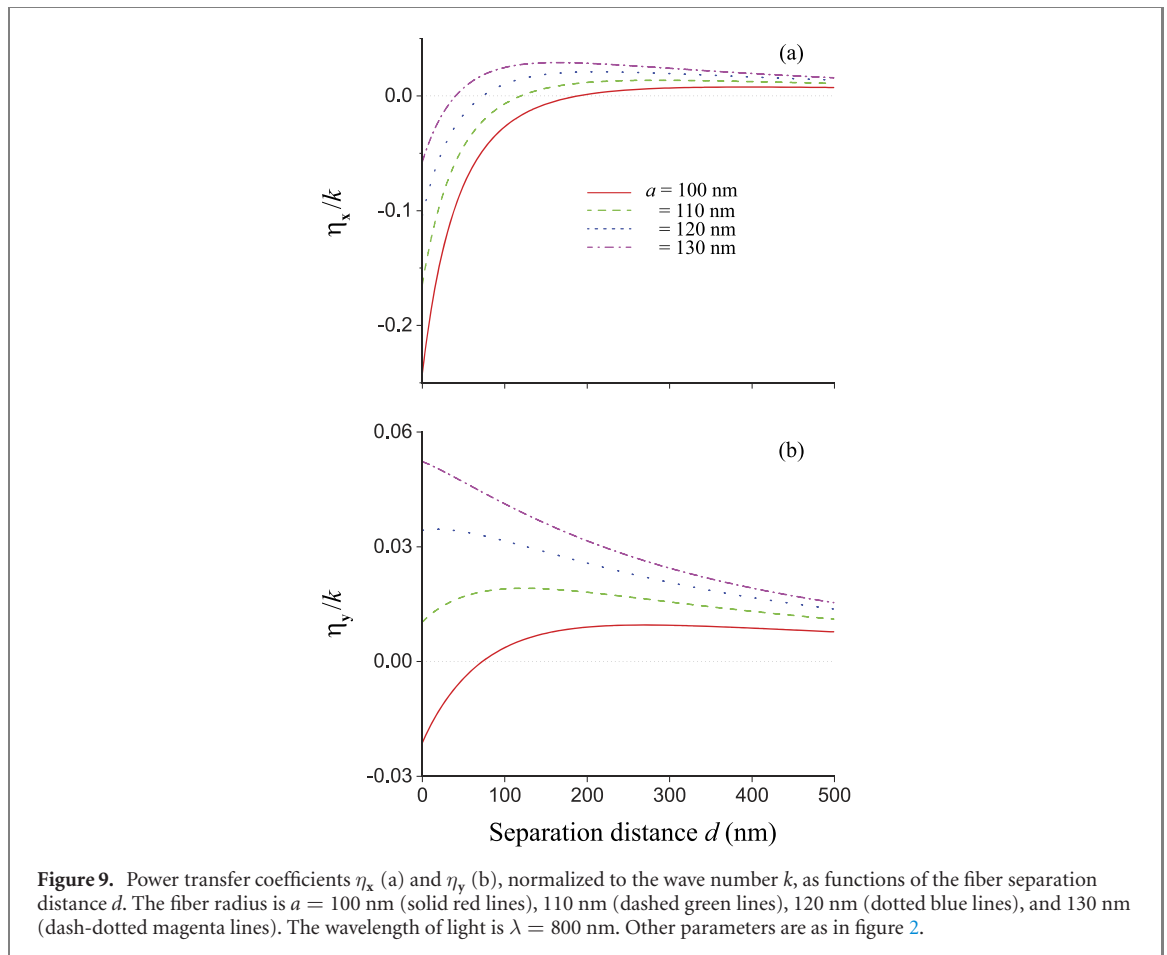 (a)
0.0
-0.1
-0.2
ηx/k
a = 100 nm
= 110 nm
= 120 nm
= 130 nm
(b)
0.06
0.03
0.00
-0.03
ηy/k
0 100 200 300 400 500
Separation distance d (nm)
Figure 9. Power transfer coefficients ηx (a) and ηy (b), normalized to the wave number k, as functions of the fiber separation
distance d. The fiber radius is a = 100 nm (solid red lines), 110 nm (dashed green lines), 120 nm (dotted blue lines), and 130 nm
(dash-dotted magenta lines). The wavelength of light is λ = 800 nm. Other parameters are as in figure 2.